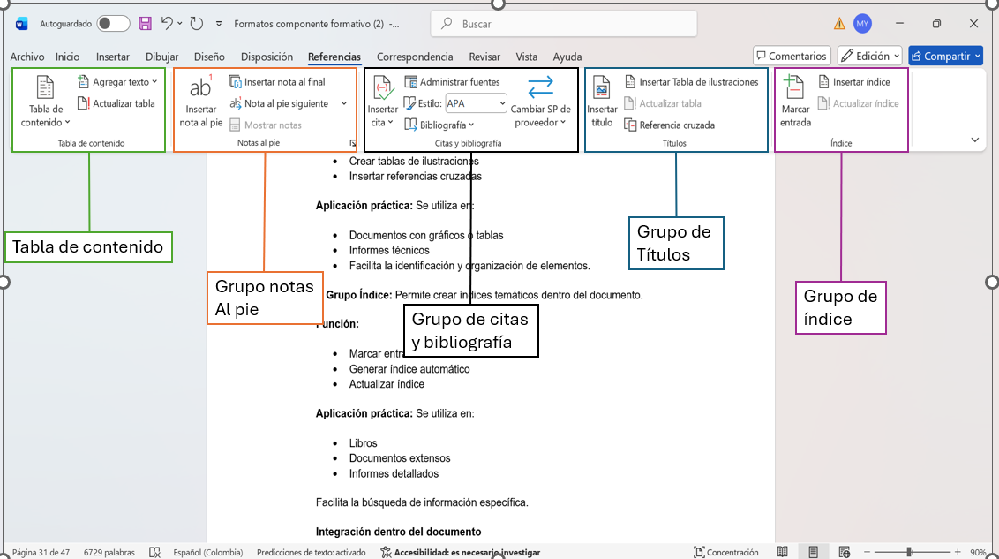 Autoguardado
Formatos componente formativo (2) -...
Buscar
MY
Archivo Inicio Insertar Dibujar Diseño Disposición Referencias Correspondencia Revisar Vista Ayuda
Comentarios
Edición
Compartir
Tabla de contenido
Agregar texto
Actualizar tabla
Tabla de contenido
ab1
Insertar nota al pie
Insertar nota al final
Nota al pie siguiente
Mostrar notas
Notas al pie
Insertar cita
Administrar fuentes
Estilo: APA
Bibliografía
Cambiar SP de proveedor
Citas y bibliografía
Insertar título
Insertar Tabla de ilustraciones
Actualizar tabla
Referencia cruzada
Títulos
Marcar entrada
Insertar índice
Actualizar índice
Índice
• Crear tablas de ilustraciones
• Insertar referencias cruzadas
Aplicación práctica: Se utiliza en:
• Documentos con gráficos o tablas
• Informes técnicos
• Facilita la identificación y organización de elementos.
Grupo Índice: Permite crear índices temáticos dentro del documento.
Función:
• Marcar entra
• Generar índice automático
• Actualizar índice
Aplicación práctica: Se utiliza en:
• Libros
• Documentos extensos
• Informes detallados
Facilita la búsqueda de información específica.
Integración dentro del documento
Tabla de contenido
Grupo notas
Al pie
Grupo de citas
y bibliografía
Grupo de
Títulos
Grupo de
índice
Página 31 de 47 6729 palabras Español (Colombia) Predicciones de texto: activado Accesibilidad: es necesario investigar Concentración 90%